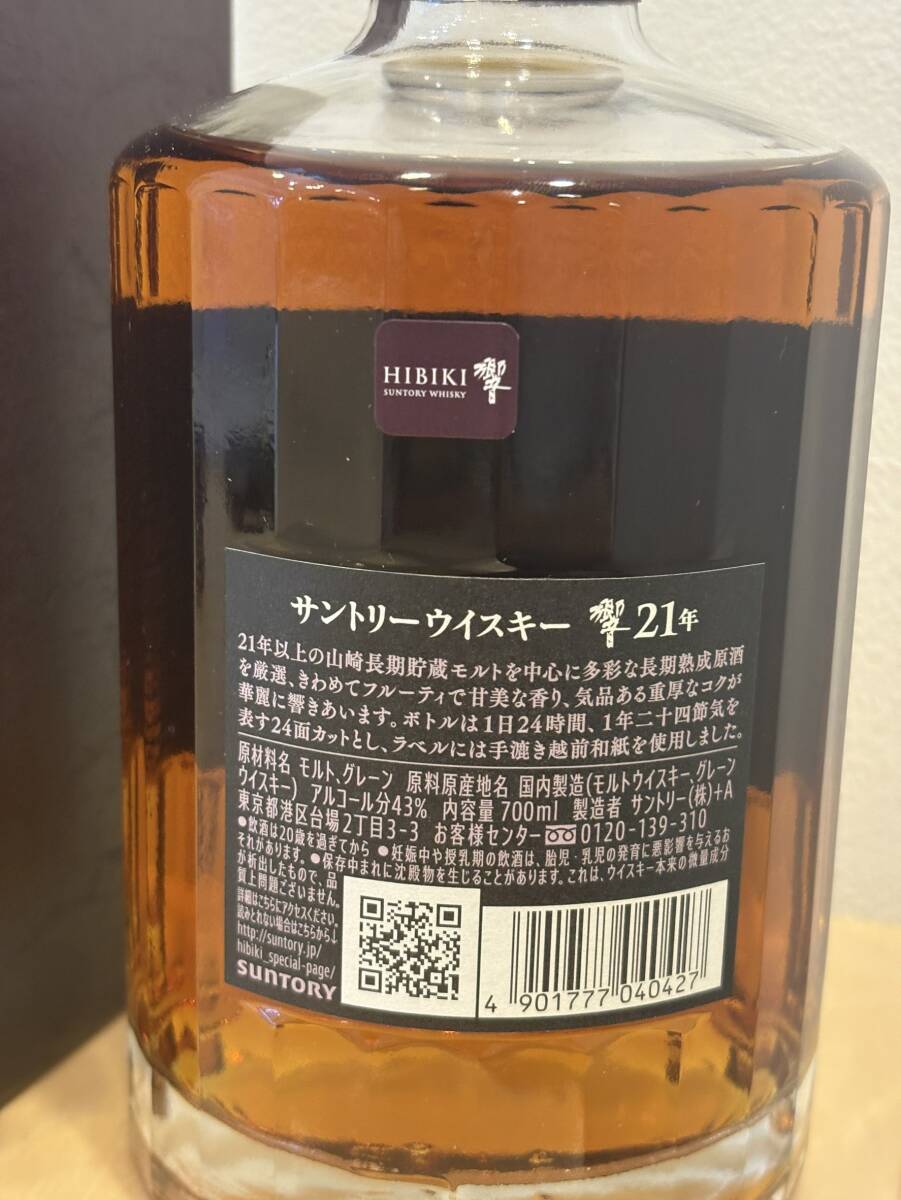 HIBIKI 響
SUNTORY WHISKY
サントリーウイスキー 響 21年
21年以上の山崎長期貯蔵モルトを中心に多彩な長期熟成原酒
を厳選、きわめてフルーティで甘美な香り、気品ある重厚なコクが
華麗に響きあいます。ボトルは1日24時間、1年二十四節気を
表す24面カットとし、ラベルには手漉き越前和紙を使用しました。
原材料名 モルト、グレーン 原料原産地名 国内製造(モルトウイスキー、グレーン
ウイスキー) アルコール分43% 内容量 700ml 製造者 サントリー(株)+A
東京都港区台場2丁目3-3 お客様センター 0120-139-310
●飲酒は20歳を過ぎてから ●妊娠中や授乳期の飲酒は、胎児・乳児の発育に悪影響を与えるお
それがあります。●保存中まれに沈殿物を生じることがあります。これは、ウイスキー本来の微量成分
が析出したもので、品
質上問題ございません。
詳細はこちらにアクセスください。
読みとれない場合はこちらから↓
http://suntory.jp/
hibiki_special-page/
SUNTORY
4 901777 040427